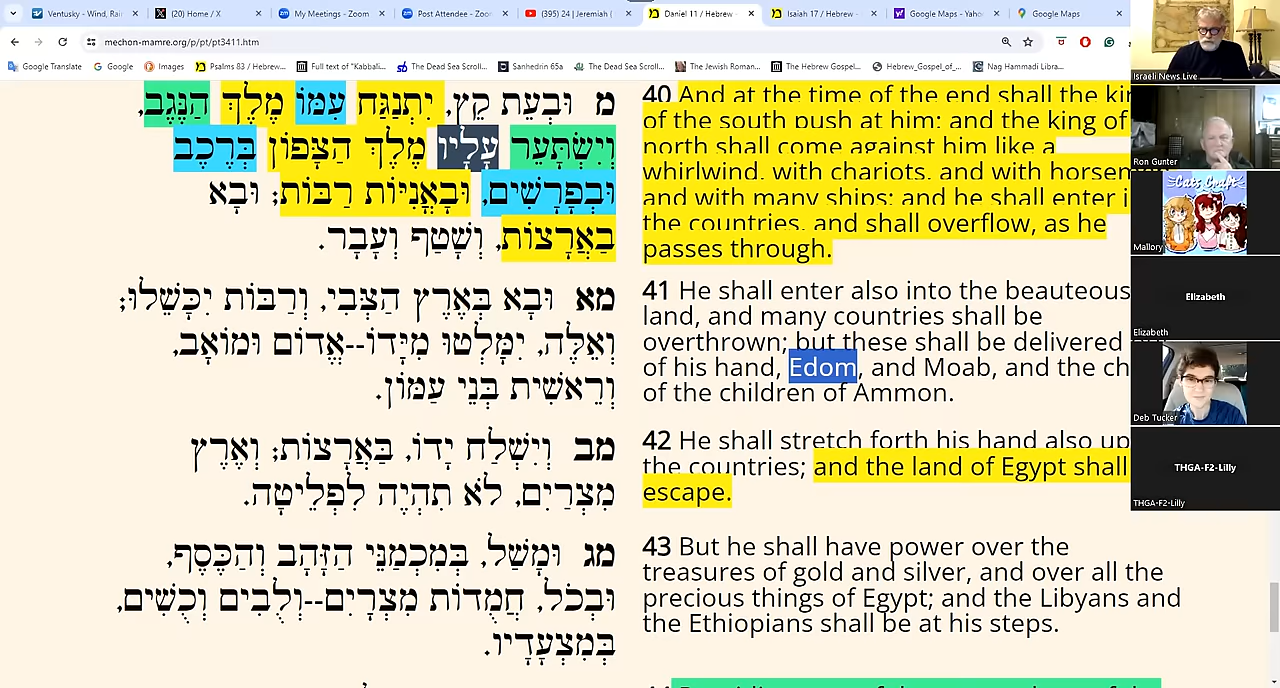 Ventusky - Wind, Rai
(20) Home / X
My Meetings - Zoom
Post Attendee - Zoo
(395) 24 | Jeremiah (
Daniel 11 / Hebrew -
Isaiah 17 / Hebrew -
Google Maps - Yaho
Google Maps
mechon-mamre.org/p/pt/pt3411.htm
Google Translate
Google
Images
Psalms 83 / Hebrew...
Full text of "Kabbali...
The Dead Sea Scroll...
Sanhedrin 65a
The Dead Sea Scroll...
The Jewish Roman...
The Hebrew Gospel...
Hebrew_Gospel_of_...
Nag Hammadi Libra...
מ וּבְעֵת קֵץ, יִתְנַגַּח עִמּוֹ מֶלֶךְ הַנֶּגֶב,
וְיִשְׂתָּעֵר עָלָיו מֶלֶךְ הַצָּפוֹן בְּרֶכֶב
וּבְפָרָשִׁים, וּבָאֳנִיּוֹת רַבּוֹת; וּבָא
בַאֲרָצוֹת, וְשָׁטַף וְעָבָר.
40 And at the time of the end shall the kin
of the south push at him; and the king of
north shall come against him like a
whirlwind, with chariots, and with horsem
and with many ships; and he shall enter i
the countries, and shall overflow, as he
passes through.
מא וּבָא בְּאֶרֶץ הַצְּבִי, וְרַבּוֹת יִכָּשֵׁלוּ;
וְאֵלֶּה, יִמָּלְטוּ מִיָּדוֹ--אֱדוֹם וּמוֹאָב,
וְרֵאשִׁית בְּנֵי עַמּוֹן.
41 He shall enter also into the beauteous
land, and many countries shall be
overthrown; but these shall be delivered
of his hand, Edom, and Moab, and the ch
of the children of Ammon.
מב וְיִשְׁלַח יָדוֹ, בַּאֲרָצוֹת; וְאֶרֶץ
מִצְרַיִם, לֹא תִהְיֶה לִפְלֵיטָה.
42 He shall stretch forth his hand also up
the countries; and the land of Egypt shall
escape.
מג וּמָשַׁל, בְּמִכְמַנֵּי הַזָּהָב וְהַכֶּסֶף,
וּבְכֹל, חֲמֻדוֹת מִצְרָיִם--וְלֻבִים וְכֻשִׁים,
בְּמִצְעָדָיו.
43 But he shall have power over the
treasures of gold and silver, and over all the
precious things of Egypt; and the Libyans and
the Ethiopians shall be at his steps.
Israeli News Live
Ron Gunter
Cats Craft
Mallory
Elizabeth
Elizabeth
Deb Tucker
THGA-F2-Lilly
THGA-F2-Lilly